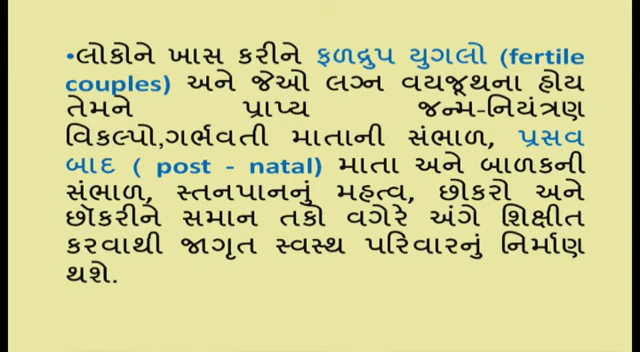 •લોકોને ખાસ કરીને ફળદ્રુપ યુગલો (fertile
couples) અને જેઓ લગ્ન વયજૂથના હોય
તેમને પ્રાપ્ય જન્મ-નિયંત્રણ
વિકલ્પો,ગર્ભવતી માતાની સંભાળ, પ્રસવ
બાદ ( post - natal) માતા અને બાળકની
સંભાળ, સ્તનપાનનું મહત્વ, છોકરો અને
છૉકરીને સમાન તકો વગેરે અંગે શિક્ષીત
કરવાથી જાગૃત સ્વસ્થ પરિવારનું નિર્માણ
થશે.